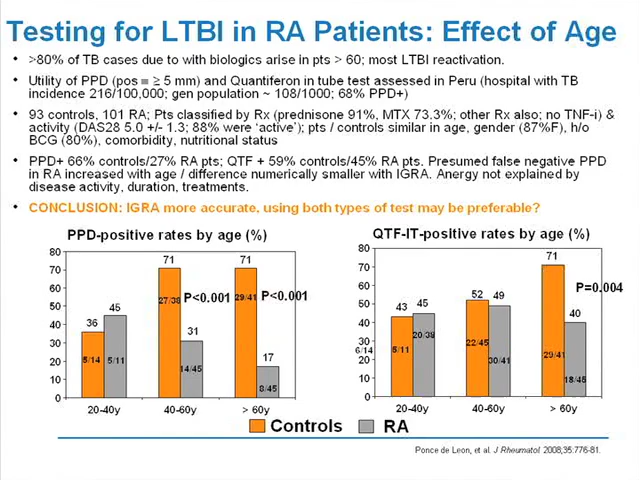 Testing for LTBI in RA Patients: Effect of Age
• >80% of TB cases due to with biologics arise in pts > 60; most LTBI reactivation.
• Utility of PPD (pos = ≥ 5 mm) and Quantiferon in tube test assessed in Peru (hospital with TB
incidence 216/100,000; gen population ~ 108/1000; 68% PPD+)
• 93 controls, 101 RA; Pts classified by Rx (prednisone 91%, MTX 73.3%; other Rx also; no TNF-i) &
activity (DAS28 5.0 +/- 1.3; 88% were 'active'); pts / controls similar in age, gender (87%F), h/o
BCG (80%), comorbidity, nutritional status
• PPD+ 66% controls/27% RA pts; QTF + 59% controls/45% RA pts. Presumed false negative PPD
in RA increased with age / difference numerically smaller with IGRA. Anergy not explained by
disease activity, duration, treatments.
• CONCLUSION: IGRA more accurate, using both types of test may be preferable?
PPD-positive rates by age (%)
80
70
60
50
40
30
20
10
0
36
45
71
31
71
17
5/14
5/11
27/38
14/45
29/41
8/45
P<0.001
P<0.001
20-40y
40-60y
> 60y
QTF-IT-positive rates by age (%)
80
70
60
50
40
30
20
10
0
6/14
43
45
52
49
71
40
5/11
20/38
22/45
30/41
29/41
18/45
P=0.004
20-40y
40-60y
> 60y
Controls
RA
Ponce de Leon, et al. J Rheumatol 2008;35:776-81.